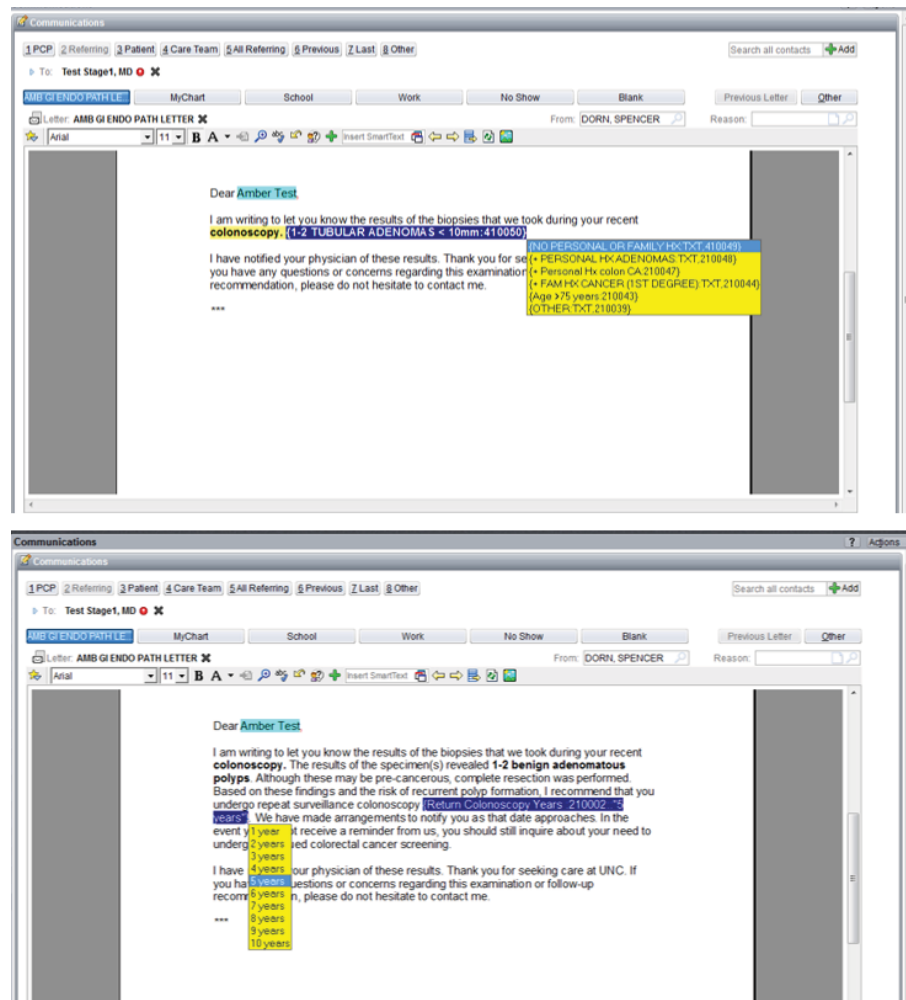 Communications
1 PCP 2 Referring 3 Patient 4 Care Team 5 All Referring 6 Previous 7 Last 8 Other Search all contacts Add
To: Test Stage1, MD
AMB GI ENDO PATH LE... MyChart School Work No Show Blank Previous Letter Other
Letter: AMB GI ENDO PATH LETTER From: DORN, SPENCER Reason:
Arial 11 B A Insert SmartText
Dear Amber Test,
I am writing to let you know the results of the biopsies that we took during your recent
colonoscopy. {1-2 TUBULAR ADENOMAS < 10mm:410050}
{NO PERSONAL OR FAMILY HX:TXT,410049}
I have notified your physician of these results. Thank you for se
{+ PERSONAL HX ADENOMAS:TXT,210048}
you have any questions or concerns regarding this examination
{+ Personal Hx colon CA:210047}
recommendation, please do not hesitate to contact me.
{+ FAM HX CANCER (1ST DEGREE):TXT,210044}
{Age >75 years:210043}
{OTHER:TXT,210039}
***
Communications ? Actions
Communications
1 PCP 2 Referring 3 Patient 4 Care Team 5 All Referring 6 Previous 7 Last 8 Other Search all contacts Add
To: Test Stage1, MD
AMB GI ENDO PATH LE... MyChart School Work No Show Blank Previous Letter Other
Letter: AMB GI ENDO PATH LETTER From: DORN, SPENCER Reason:
Arial 11 B A Insert SmartText
Dear Amber Test,
I am writing to let you know the results of the biopsies that we took during your recent
colonoscopy. The results of the specimen(s) revealed 1-2 benign adenomatous
polyps. Although these may be pre-cancerous, complete resection was performed.
Based on these findings and the risk of recurrent polyp formation, I recommend that you
undergo repeat surveillance colonoscopy {Return Colonoscopy Years :210002::"5
years"}. We have made arrangements to notify you as that date approaches. In the
event y 1 year t receive a reminder from us, you should still inquire about your need to
underg 2 years ued colorectal cancer screening.
3 years
I have 4 years our physician of these results. Thank you for seeking care at UNC. If
you ha 5 years uestions or concerns regarding this examination or follow-up
recomm 6 years n, please do not hesitate to contact me.
7 years
*** 8 years
9 years
10 years